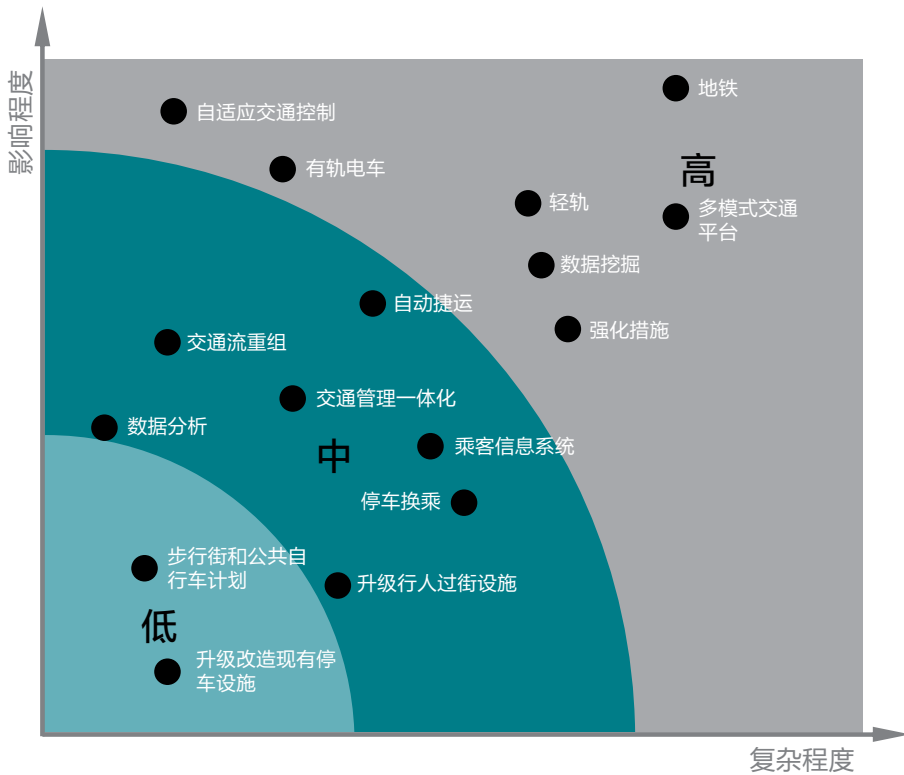 影响程度
自适应交通控制
地铁
有轨电车
高
轻轨
多模式交通
平台
数据挖掘
自动捷运
强化措施
交通流重组
交通管理一体化
数据分析
乘客信息系统
中
停车换乘
步行街和公共自
行车计划
升级行人过街设施
低
升级改造现有停
车设施
复杂程度